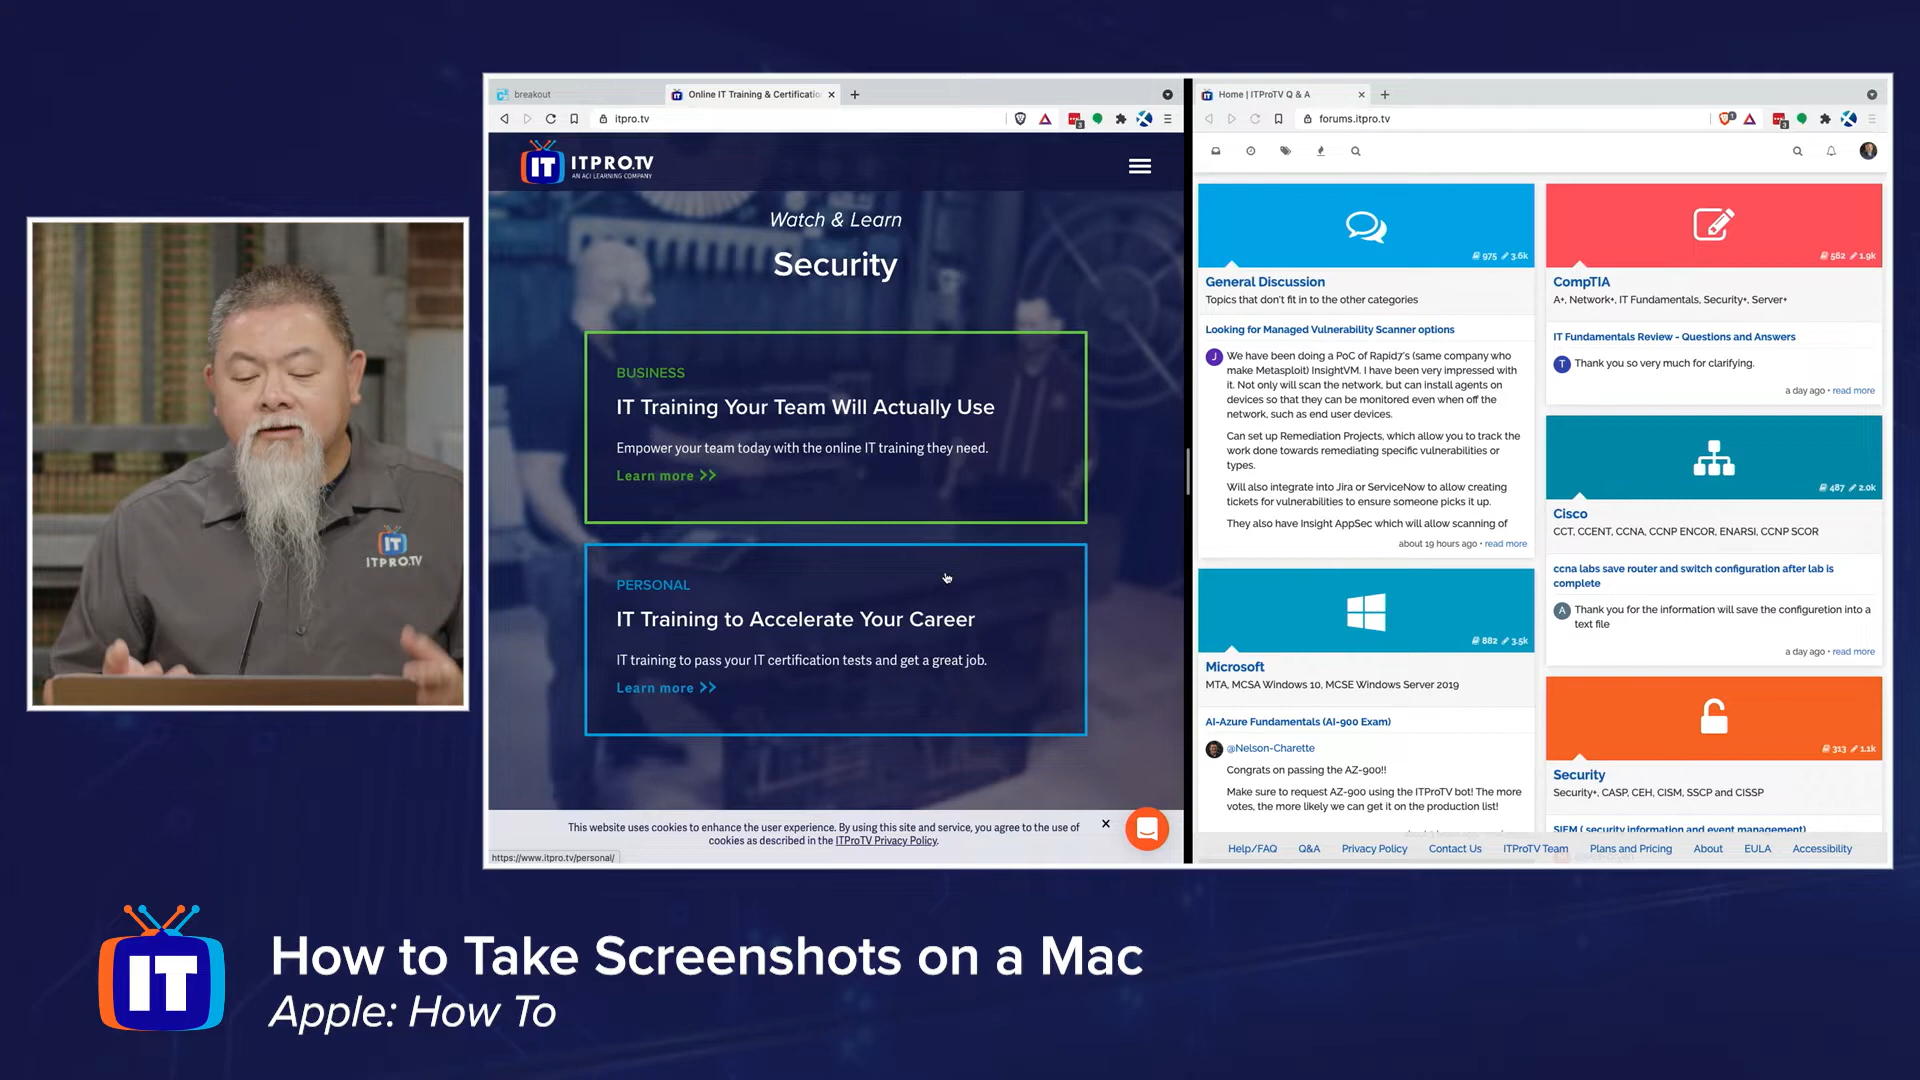 breakout
Online IT Training & Certificatio
itpro.tv
IT
ITPRO.TV
AN ACI LEARNING COMPANY
Watch & Learn
Security
BUSINESS
IT Training Your Team Will Actually Use
Empower your team today with the online IT training they need.
Learn more >>
PERSONAL
IT Training to Accelerate Your Career
IT training to pass your IT certification tests and get a great job.
Learn more >>
This website uses cookies to enhance the user experience. By using this site and service, you agree to the use of
cookies as described in the ITProTV Privacy Policy.
https://www.itpro.tv/personal/
Home | ITProTV Q & A
forums.itpro.tv
975 3.6k
General Discussion
Topics that don't fit in to the other categories
Looking for Managed Vulnerability Scanner options
J
We have been doing a PoC of Rapid7's (same company who
make Metasploit) InsightVM. I have been very impressed with
it. Not only will scan the network, but can install agents on
devices so that they can be monitored even when off the
network, such as end user devices.
Can set up Remediation Projects, which allow you to track the
work done towards remediating specific vulnerabilities or
types.
Will also integrate into Jira or ServiceNow to allow creating
tickets for vulnerabilities to ensure someone picks it up.
They also have Insight AppSec which will allow scanning of
about 19 hours ago • read more
882 3.5k
Microsoft
MTA, MCSA Windows 10, MCSE Windows Server 2019
AI-Azure Fundamentals (AI-900 Exam)
@Nelson-Charette
Congrats on passing the AZ-900!!
Make sure to request AZ-900 using the ITProTV bot! The more
votes, the more likely we can get it on the production list!
582 1.9k
CompTIA
A+, Network+, IT Fundamentals, Security+, Server+
IT Fundamentals Review - Questions and Answers
T
Thank you so very much for clarifying.
a day ago • read more
487 2.0k
Cisco
CCT, CCENT, CCNA, CCNP ENCOR, ENARSI, CCNP SCOR
ccna labs save router and switch configuration after lab is
complete
A
Thank you for the information will save the configuretion into a
text file
a day ago • read more
313 1.1k
Security
Security+, CASP, CEH, CISM, SSCP and CISSP
SIEM ( security information and event management)
Help/FAQ Q&A Privacy Policy Contact Us ITProTV Team Plans and Pricing About EULA Accessibility
IT
ITPRO.TV
IT
How to Take Screenshots on a Mac
Apple: How To